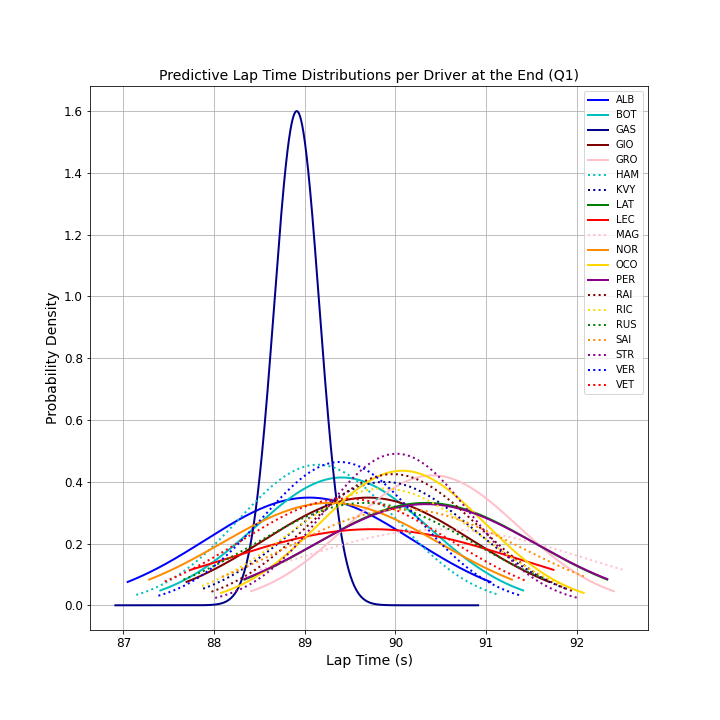 Predictive Lap Time Distributions per Driver at the End (Q1)
Probability Density
1.6
1.4
1.2
1.0
0.8
0.6
0.4
0.2
0.0
87 88 89 90 91 92
Lap Time (s)
ALB
BOT
GAS
GIO
GRO
HAM
KVY
LAT
LEC
MAG
NOR
OCO
PER
RAI
RIC
RUS
SAI
STR
VER
VET